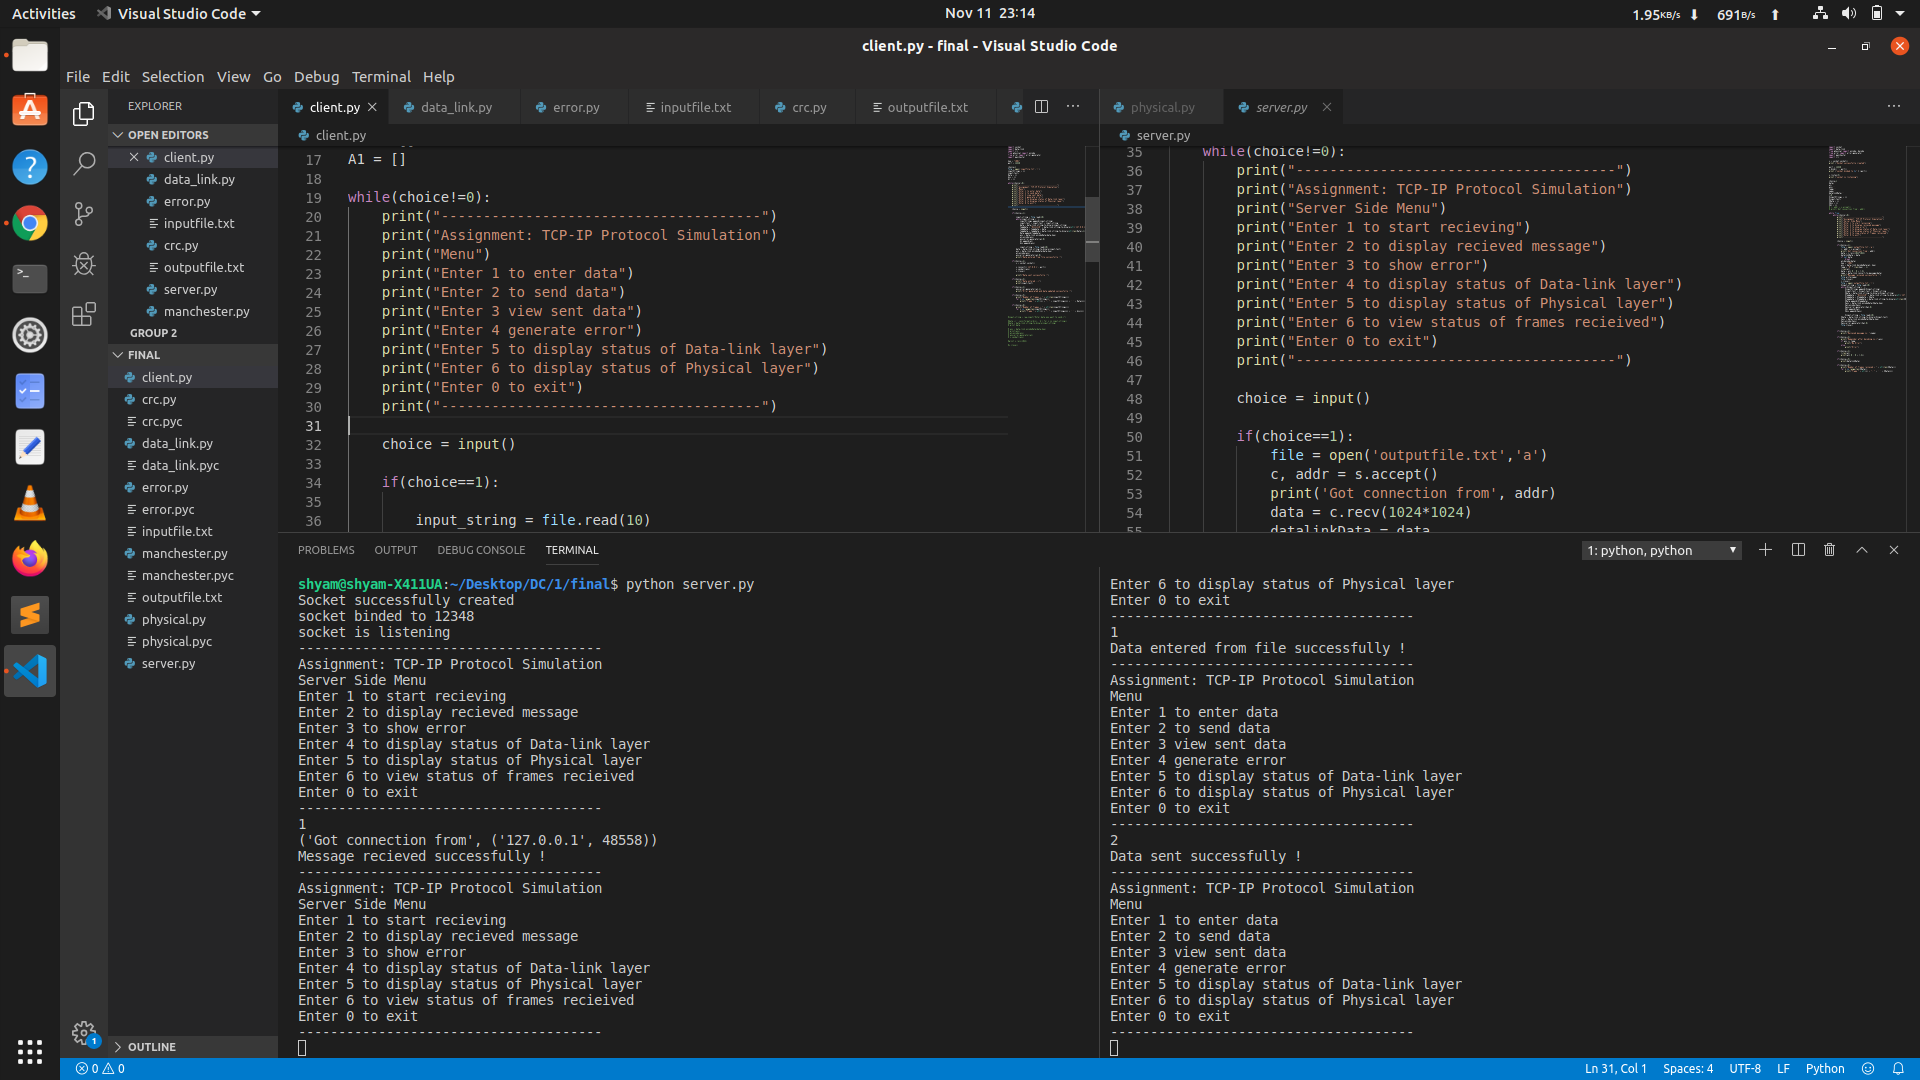 Activities Visual Studio Code Nov 11 23:14 1.95KB/s 691B/s
client.py - final - Visual Studio Code
File Edit Selection View Go Debug Terminal Help
EXPLORER
OPEN EDITORS
client.py
data_link.py
error.py
inputfile.txt
crc.py
outputfile.txt
server.py
manchester.py
GROUP 2
FINAL
client.py
crc.py
crc.pyc
data_link.py
data_link.pyc
error.py
error.pyc
inputfile.txt
manchester.py
manchester.pyc
outputfile.txt
physical.py
physical.pyc
server.py
OUTLINE
client.py data_link.py error.py inputfile.txt crc.py outputfile.txt
client.py
17 A1 = []
18
19 while(choice!=0):
20 print("--------------------------------------")
21 print("Assignment: TCP-IP Protocol Simulation")
22 print("Menu")
23 print("Enter 1 to enter data")
24 print("Enter 2 to send data")
25 print("Enter 3 view sent data")
26 print("Enter 4 generate error")
27 print("Enter 5 to display status of Data-link layer")
28 print("Enter 6 to display status of Physical layer")
29 print("Enter 0 to exit")
30 print("--------------------------------------")
31
32 choice = input()
33
34 if(choice==1):
35
36 input_string = file.read(10)
physical.py server.py
server.py
35 while(choice!=0):
36 print("--------------------------------------")
37 print("Assignment: TCP-IP Protocol Simulation")
38 print("Server Side Menu")
39 print("Enter 1 to start recieving")
40 print("Enter 2 to display recieved message")
41 print("Enter 3 to show error")
42 print("Enter 4 to display status of Data-link layer")
43 print("Enter 5 to display status of Physical layer")
44 print("Enter 6 to view status of frames recieived")
45 print("Enter 0 to exit")
46 print("--------------------------------------")
47
48 choice = input()
49
50 if(choice==1):
51 file = open('outputfile.txt','a')
52 c, addr = s.accept()
53 print('Got connection from', addr)
54 data = c.recv(1024*1024)
55 datalinkData = data
PROBLEMS OUTPUT DEBUG CONSOLE TERMINAL 1: python, python
shyam@shyam-X411UA:~/Desktop/DC/1/final$ python server.py
Socket successfully created
socket binded to 12348
socket is listening
--------------------------------------
Assignment: TCP-IP Protocol Simulation
Server Side Menu
Enter 1 to start recieving
Enter 2 to display recieved message
Enter 3 to show error
Enter 4 to display status of Data-link layer
Enter 5 to display status of Physical layer
Enter 6 to view status of frames recieived
Enter 0 to exit
--------------------------------------
1
('Got connection from', ('127.0.0.1', 48558))
Message recieved successfully !
--------------------------------------
Assignment: TCP-IP Protocol Simulation
Server Side Menu
Enter 1 to start recieving
Enter 2 to display recieved message
Enter 3 to show error
Enter 4 to display status of Data-link layer
Enter 5 to display status of Physical layer
Enter 6 to view status of frames recieived
Enter 0 to exit
--------------------------------------
Enter 6 to display status of Physical layer
Enter 0 to exit
--------------------------------------
1
Data entered from file successfully !
--------------------------------------
Assignment: TCP-IP Protocol Simulation
Menu
Enter 1 to enter data
Enter 2 to send data
Enter 3 view sent data
Enter 4 generate error
Enter 5 to display status of Data-link layer
Enter 6 to display status of Physical layer
Enter 0 to exit
--------------------------------------
2
Data sent successfully !
--------------------------------------
Assignment: TCP-IP Protocol Simulation
Menu
Enter 1 to enter data
Enter 2 to send data
Enter 3 view sent data
Enter 4 generate error
Enter 5 to display status of Data-link layer
Enter 6 to display status of Physical layer
Enter 0 to exit
--------------------------------------
1
0 0 Ln 31, Col 1 Spaces: 4 UTF-8 LF Python